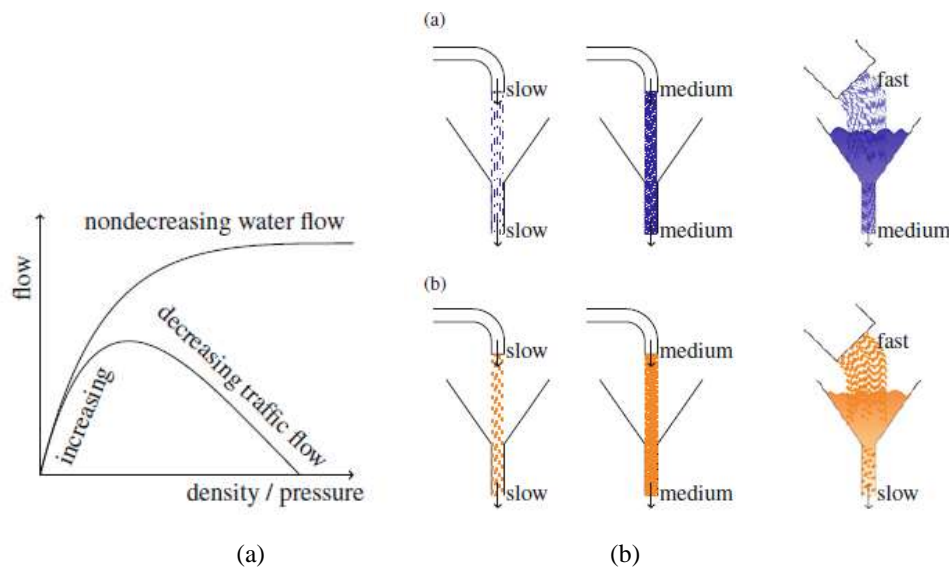 (a)
slow
medium
fast
slow
medium
medium
nondecreasing water flow
flow
increasing
decreasing traffic flow
density / pressure
(b)
slow
medium
fast
slow
medium
slow
(a)
(b)